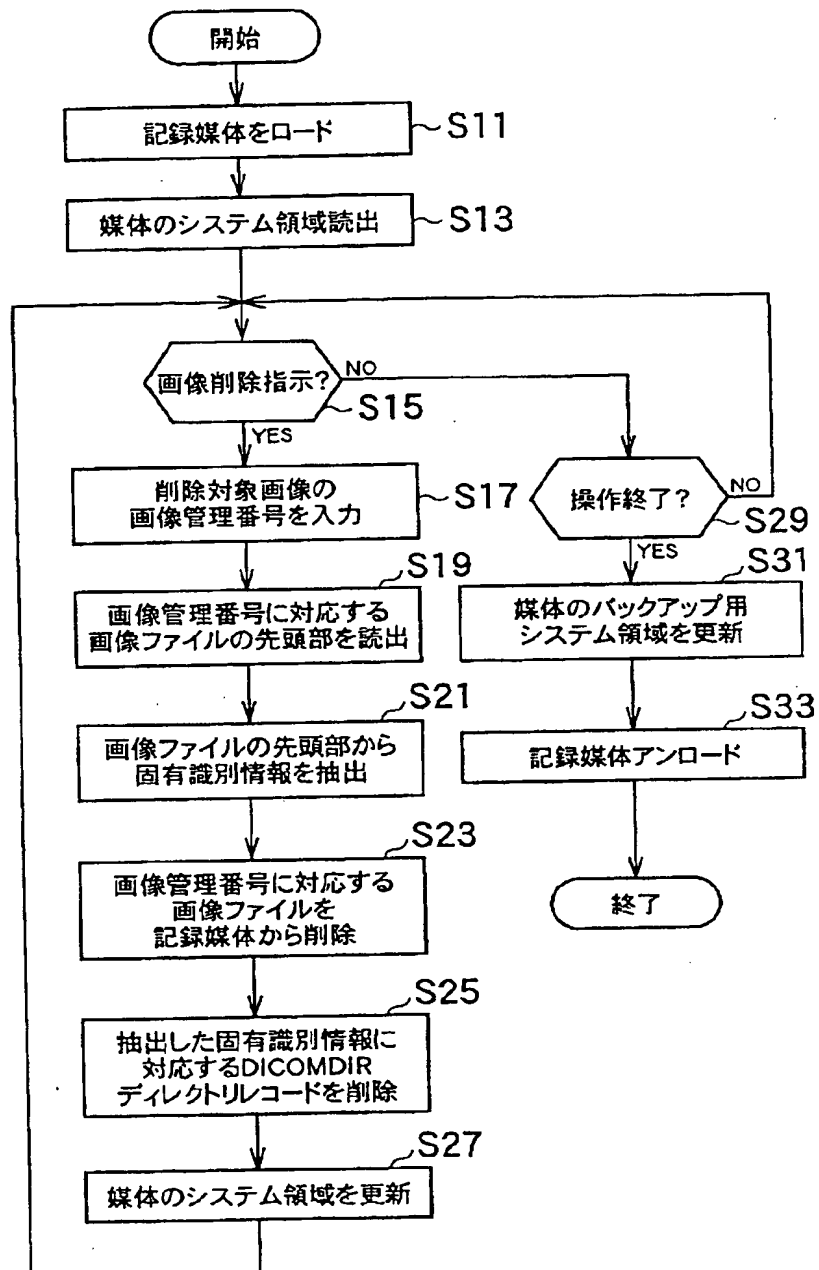 開始
記録媒体をロード
S11
媒体のシステム領域読出
S13
画像削除指示?
NO
S15
YES
削除対象画像の
画像管理番号を入力
S17
操作終了?
NO
S29
YES
S19
画像管理番号に対応する
画像ファイルの先頭部を読出
S31
媒体のバックアップ用
システム領域を更新
S21
画像ファイルの先頭部から
固有識別情報を抽出
S33
記録媒体アンロード
S23
画像管理番号に対応する
画像ファイルを
記録媒体から削除
終了
S25
抽出した固有識別情報に
対応するDICOMDIR
ディレクトリレコードを削除
S27
媒体のシステム領域を更新